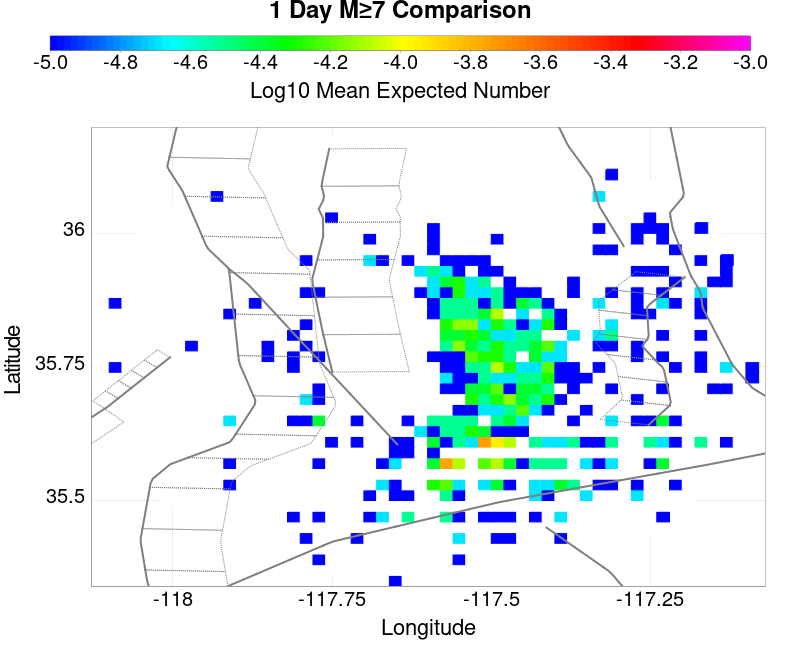 1 Day M≥7 Comparison
-5.0 -4.8 -4.6 -4.4 -4.2 -4.0 -3.8 -3.6 -3.4 -3.2 -3.0
Log10 Mean Expected Number
36
35.75
35.5
Latitude
-118 -117.75 -117.5 -117.25
Longitude